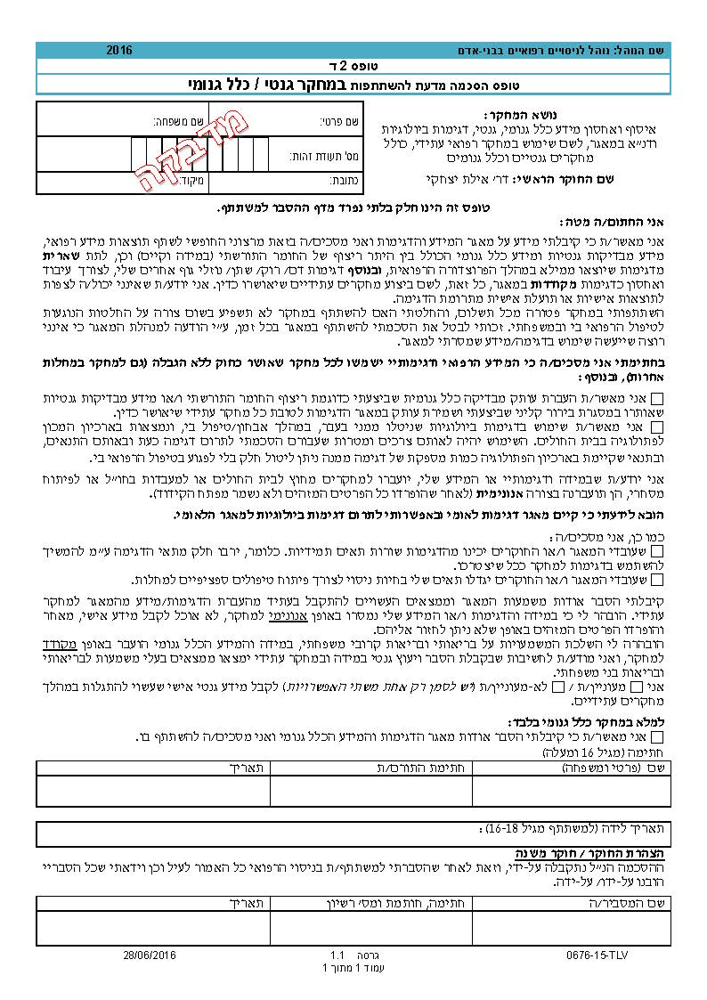 שם הנוהל: נוהל לניסויים רפואיים בבני-אדם 2016
טופס 2 ד
טופס הסכמה מדעת להשתתפות במחקר גנטי / כלל גנומי
נושא המחקר:
איסוף ואחסון מידע כלל גנומי, גנטי, דגימות ביולוגיות
ודנ"א במאגר, לשם שימוש במחקר רפואי עתידי, כולל
מחקרים גנטיים וכלל גנומים
שם החוקר הראשי: דר' אילת יצחקי
שם פרטי: שם משפחה:
מס' תעודת זהות:
כתובת: מיקוד:
מדבקה
טופס זה הינו חלק בלתי נפרד מדף ההסבר למשתתף.
אני החתום/ה מטה:
אני מאשר/ת כי קיבלתי מידע על מאגר המידע והדגימות ואני מסכים/ה בזאת מרצוני החופשי לשתף תוצאות מידע רפואי,
מידע מבדיקות גנטיות ומידע כלל גנומי הכולל בין היתר ריצוף של החומר התורשתי (במידה וקיים) וכן, לתת שארית
מדגימות שיוצאו ממילא במהלך הפרוצדורה הרפואית, ובנוסף דגימות דם/ רוק/ שתן/ נוזלי גוף אחרים שלי, לצורך עיבוד
ואחסון כדגימות מקודדות במאגר, כל זאת, לשם ביצוע מחקרים עתידיים שיאושרו כדין. אני יודע/ת שאינני יכול/ה לצפות
לתוצאות אישיות או תועלת אישית מתרומת הדגימה.
השתתפותי במחקר פטורה מכל תשלום, והחלטתי האם להשתתף במחקר לא תשפיע בשום צורה על החלטות הנוגעות
לטיפול הרפואי בי ובמשפחתי. זכותי לבטל את הסכמתי להשתתף במאגר בכל זמן, ע"י הודעה למנהלת המאגר כי אינני
רוצה שייעשה שימוש בדגימה/מידע שמסרתי למאגר.
בחתימתי אני מסכים/ה כי המידע הרפואי ודגימותיי ישמשו לכל מחקר שאושר כחוק ללא הגבלה (גם למחקר במחלות
אחרות), ובנוסף:
☐ אני מאשר/ת העברת עותק מבדיקה כלל גנומית שביצעתי כדוגמת ריצוף החומר התורשתי ו/או מידע מבדיקות גנטיות
שאותרו במסגרת בירור קליני שביצעתי ושמירת עותק במאגר הדגימות לטובת כל מחקר עתידי שיאושר כדין.
☐ אני מאשר/ת שימוש בדגימות ביולוגיות שניטלו ממני בעבר, במהלך אבחון/טיפול בי, ונמצאות בארכיון המכון
לפתולוגיה בבית החולים. השימוש יהיה לאותם צרכים ומטרות שעבורם הסכמתי לתרום דגימה כעת ובאותם התנאים,
ובתנאי שקיימת בארכיון הפתולוגיה כמות מספקת של דגימה ממנה ניתן ליטול חלק בלי לפגוע בטיפול הרפואי בי.
אני יודע/ת שבמידה ודגימותיי או המידע שלי, יועברו למחקרים מחוץ לבית החולים או למעבדות בחו"ל או לפיתוח
מסחרי, הן תועברנה בצורה אנונימית (לאחר שהופרדו כל הפרטים המזהים ולא נשמר מפתח הקידוד).
הובא לידעתי כי קיים מאגר דגימות לאומי ובאפשרותי לתרום דגימות ביולוגיות למאגר הלאומי.
כמו כן, אני מסכים/ה:
☐ שעובדי המאגר ו/או החוקרים יכינו מהדגימות שורות תאים תמידיות. כלומר, ירבו חלק מתאי הדגימה ע"מ להמשיך
להשתמש בדגימות למחקר ככל שיצטרכו.
☐ שעובדי המאגר ו/או החוקרים יגדלו תאים שלי בחיות ניסוי לצורך פיתוח טיפולים ספציפיים למחלות.
קיבלתי הסבר אודות משמעות המאגר וממצאים העשויים להתקבל בעתיד מהעברת הדגימות/מידע מהמאגר למחקר
עתידי. הובהר לי כי במידה והדגימות ו/או המידע שלי נמסרו באופן אנונימי למחקר, לא אוכל לקבל מידע אישי, מאחר
והופרדו הפרטים המזהים באופן שלא ניתן לחזור אליהם.
הובהרה לי השלכת המשמעויות על בריאותי ובריאות קרובי משפחתי, במידה והמידע הכלל גנומי הועבר באופן מקודד
למחקר, ואני מודע/ת לחשיבות שבקבלת הסבר ויעוץ גנטי במידה ובמחקר עתידי ימצאו ממצאים בעלי משמעות לבריאותי
ובריאות בני משפחתי.
אני ☐ מעוניין/ת / ☐ לא-מעוניין/ת (יש לסמן רק אחת משתי האפשרויות) לקבל מידע גנטי אישי שעשוי להתגלות במהלך
מחקרים עתידיים.
למלא במחקר כלל גנומי בלבד:
☐ אני מאשר/ת כי קיבלתי הסבר אודות מאגר הדגימות והמידע הכלל גנומי ואני מסכים/ה להשתתף בו.
חתימה (מגיל 16 ומעלה)
שם (פרטי ומשפחה) חתימת התורם/ת תאריך
תאריך לידה (למשתתף מגיל 16-18):
הצהרת החוקר / חוקר משנה
ההסכמה הנ"ל נתקבלה על-ידי, וזאת לאחר שהסברתי למשתתף/ת בניסוי הרפואי כל האמור לעיל וכן וידאתי שכל הסבריי
הובנו על-ידו/ על-ידה.
שם המסביר/ה חתימה, חותמת ומס' רשיון תאריך
0676-15-TLV גרסה 1.1 28/06/2016
עמוד 1 מתוך 1